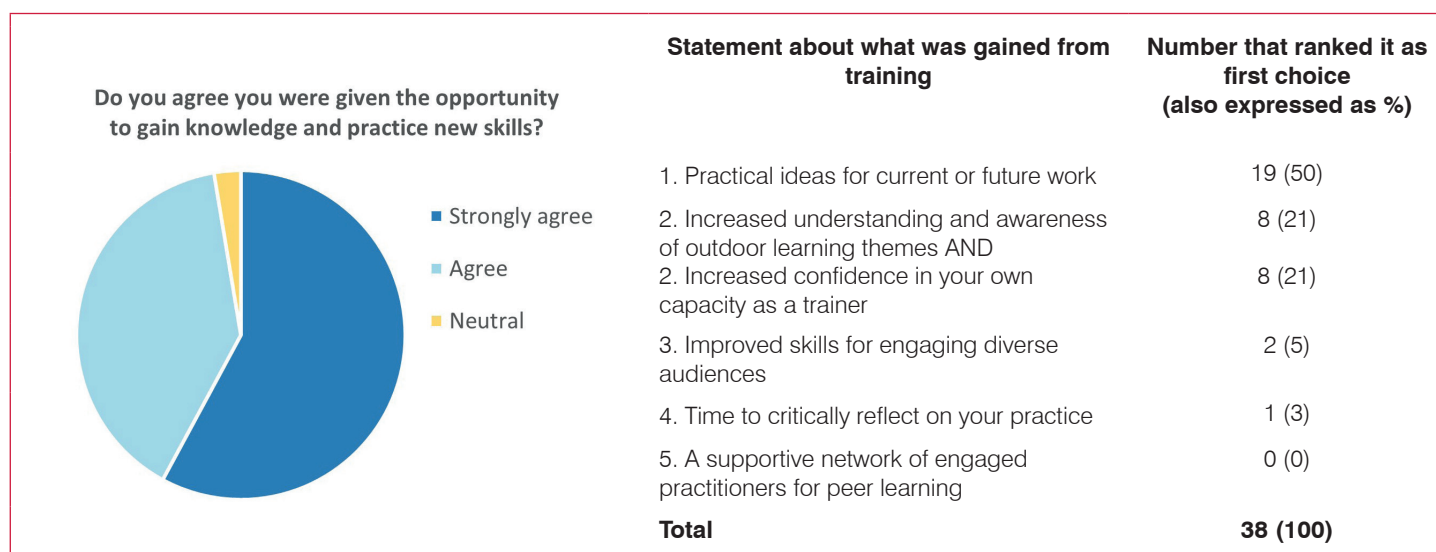 Do you agree you were given the opportunity
to gain knowledge and practice new skills?
Strongly agree
Agree
Neutral
Statement about what was gained from
training
Number that ranked it as
first choice
(also expressed as %)
1. Practical ideas for current or future work
19 (50)
2. Increased understanding and awareness
of outdoor learning themes AND
8 (21)
2. Increased confidence in your own
capacity as a trainer
8 (21)
3. Improved skills for engaging diverse
audiences
2 (5)
4. Time to critically reflect on your practice
1 (3)
5. A supportive network of engaged
practitioners for peer learning
0 (0)
Total
38 (100)